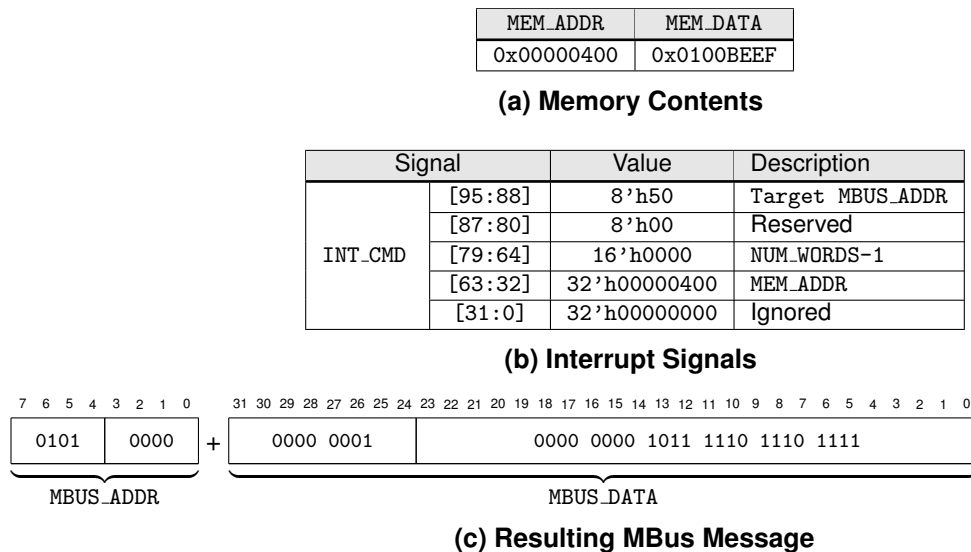 MEM_ADDR MEM_DATA
0x00000400 0x0100BEEF
(a) Memory Contents
Signal Value Description
[95:88] 8'h50 Target MBUS_ADDR
[87:80] 8'h00 Reserved
INT_CMD [79:64] 16'h0000 NUM_WORDS-1
[63:32] 32'h00000400 MEM_ADDR
[31:0] 32'h00000000 Ignored
(b) Interrupt Signals
7 6 5 4 3 2 1 0 31 30 29 28 27 26 25 24 23 22 21 20 19 18 17 16 15 14 13 12 11 10 9 8 7 6 5 4 3 2 1 0
0101 0000 + 0000 0001 0000 0000 1011 1110 1110 1111
MBUS_ADDR MBUS_DATA
(c) Resulting MBus Message